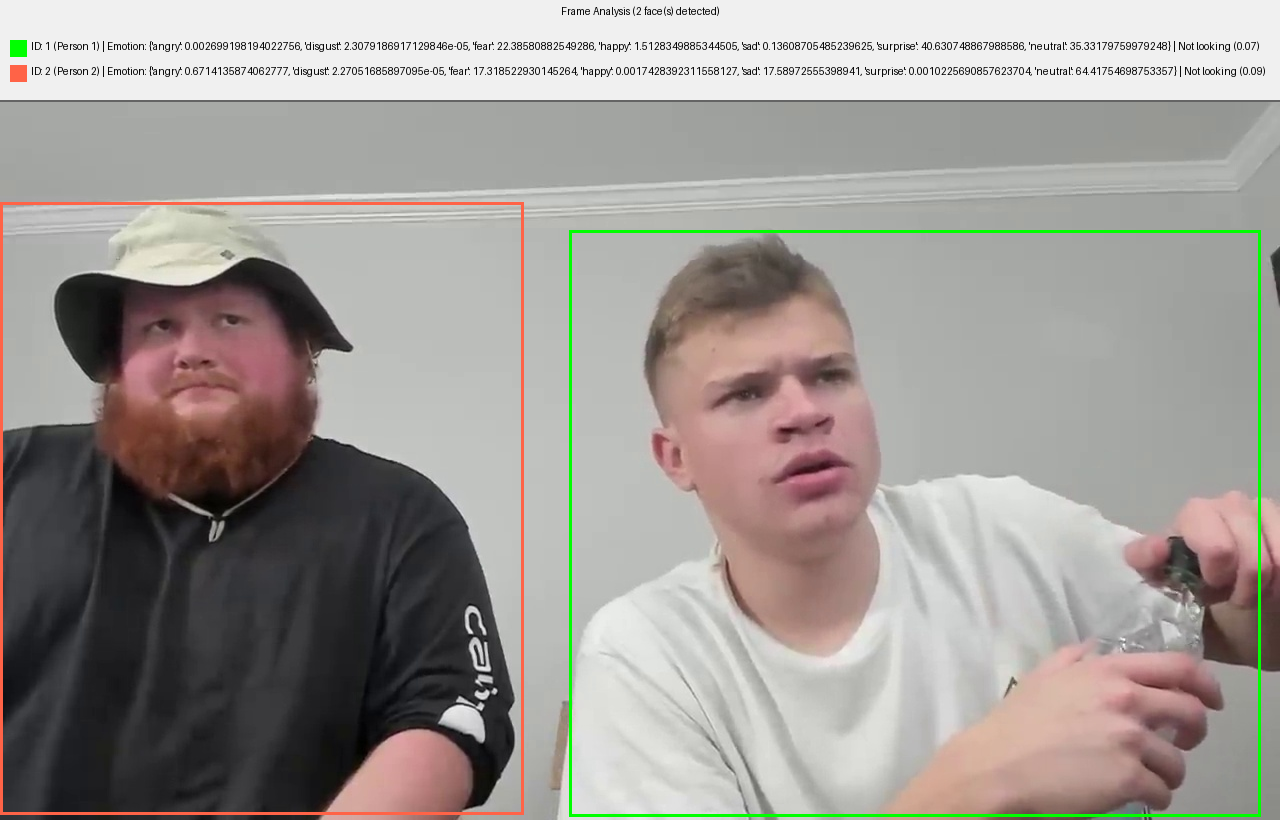 Frame Analysis (2 face(s) detected)
ID: 1 (Person 1) | Emotion: {'angry': 0.002699198194022756, 'disgust': 2.3079186917129846e-05, 'fear': 22.38580882549286, 'happy': 1.5128349885344505, 'sad': 0.13608705485239625, 'surprise': 40.630748867988586, 'neutral': 35.33179759979248} | Not looking (0.07)
ID: 2 (Person 2) | Emotion: {'angry': 0.6714135874062777, 'disgust': 2.27051685897095e-05, 'fear': 17.318522930145264, 'happy': 0.0017428392311558127, 'sad': 17.58972555398941, 'surprise': 0.0010225690857623704, 'neutral': 64.41754698753357} | Not looking (0.09)